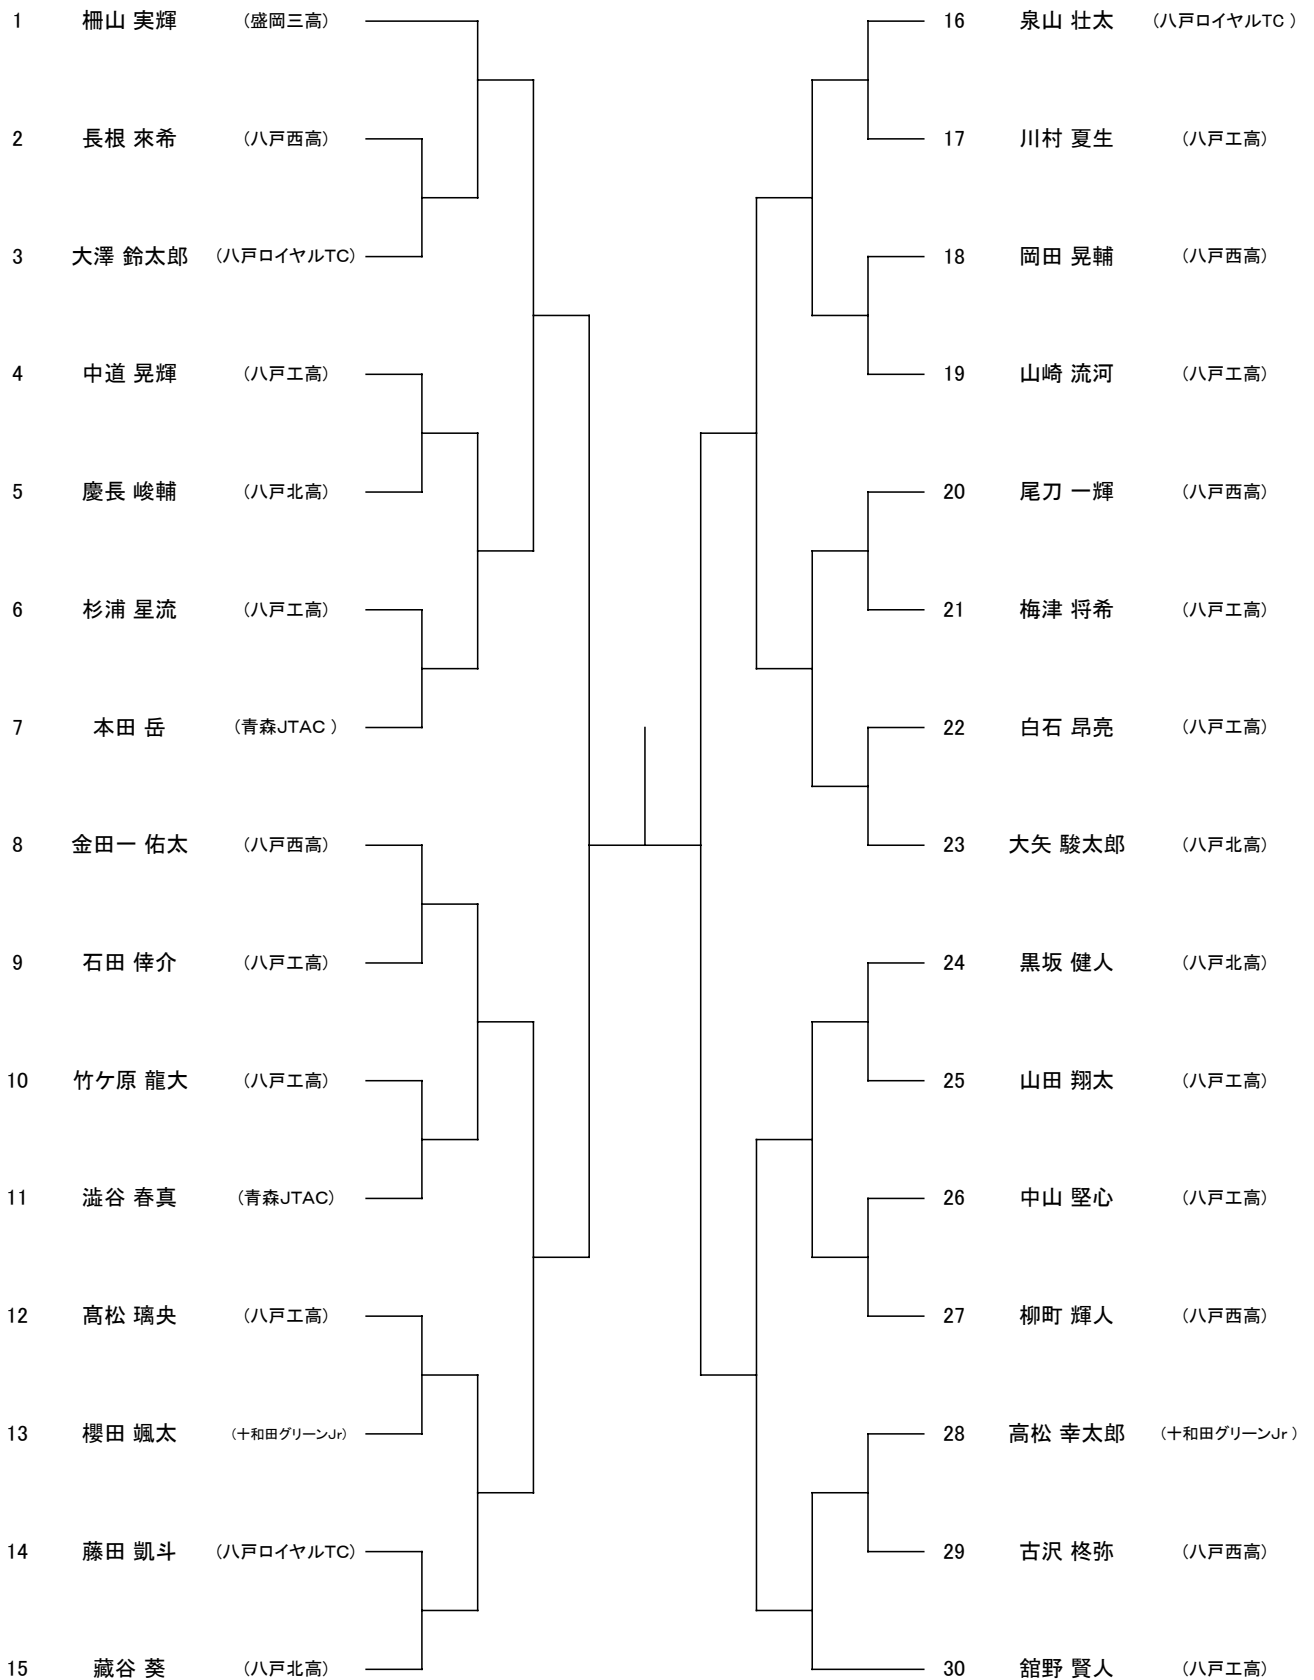 1 柵山 実輝 (盛岡三高)
2 長根 來希 (八戸西高)
3 大澤 鈴太郎 (八戸ロイヤルTC)
4 中道 晃輝 (八戸工高)
5 慶長 峻輔 (八戸北高)
6 杉浦 星流 (八戸工高)
7 本田 岳 (青森JTAC )
8 金田一 佑太 (八戸西高)
9 石田 倖介 (八戸工高)
10 竹ケ原 龍大 (八戸工高)
11 澁谷 春真 (青森JTAC)
12 髙松 璃央 (八戸工高)
13 櫻田 颯太 (十和田グリーンJr)
14 藤田 凱斗 (八戸ロイヤルTC)
15 藏谷 葵 (八戸北高)
16 泉山 壮太 (八戸ロイヤルTC )
17 川村 夏生 (八戸工高)
18 岡田 晃輔 (八戸西高)
19 山崎 流河 (八戸工高)
20 尾刀 一輝 (八戸西高)
21 梅津 将希 (八戸工高)
22 白石 昂亮 (八戸工高)
23 大矢 駿太郎 (八戸北高)
24 黒坂 健人 (八戸北高)
25 山田 翔太 (八戸工高)
26 中山 堅心 (八戸工高)
27 柳町 輝人 (八戸西高)
28 高松 幸太郎 (十和田グリーンJr )
29 古沢 柊弥 (八戸西高)
30 舘野 賢人 (八戸工高)